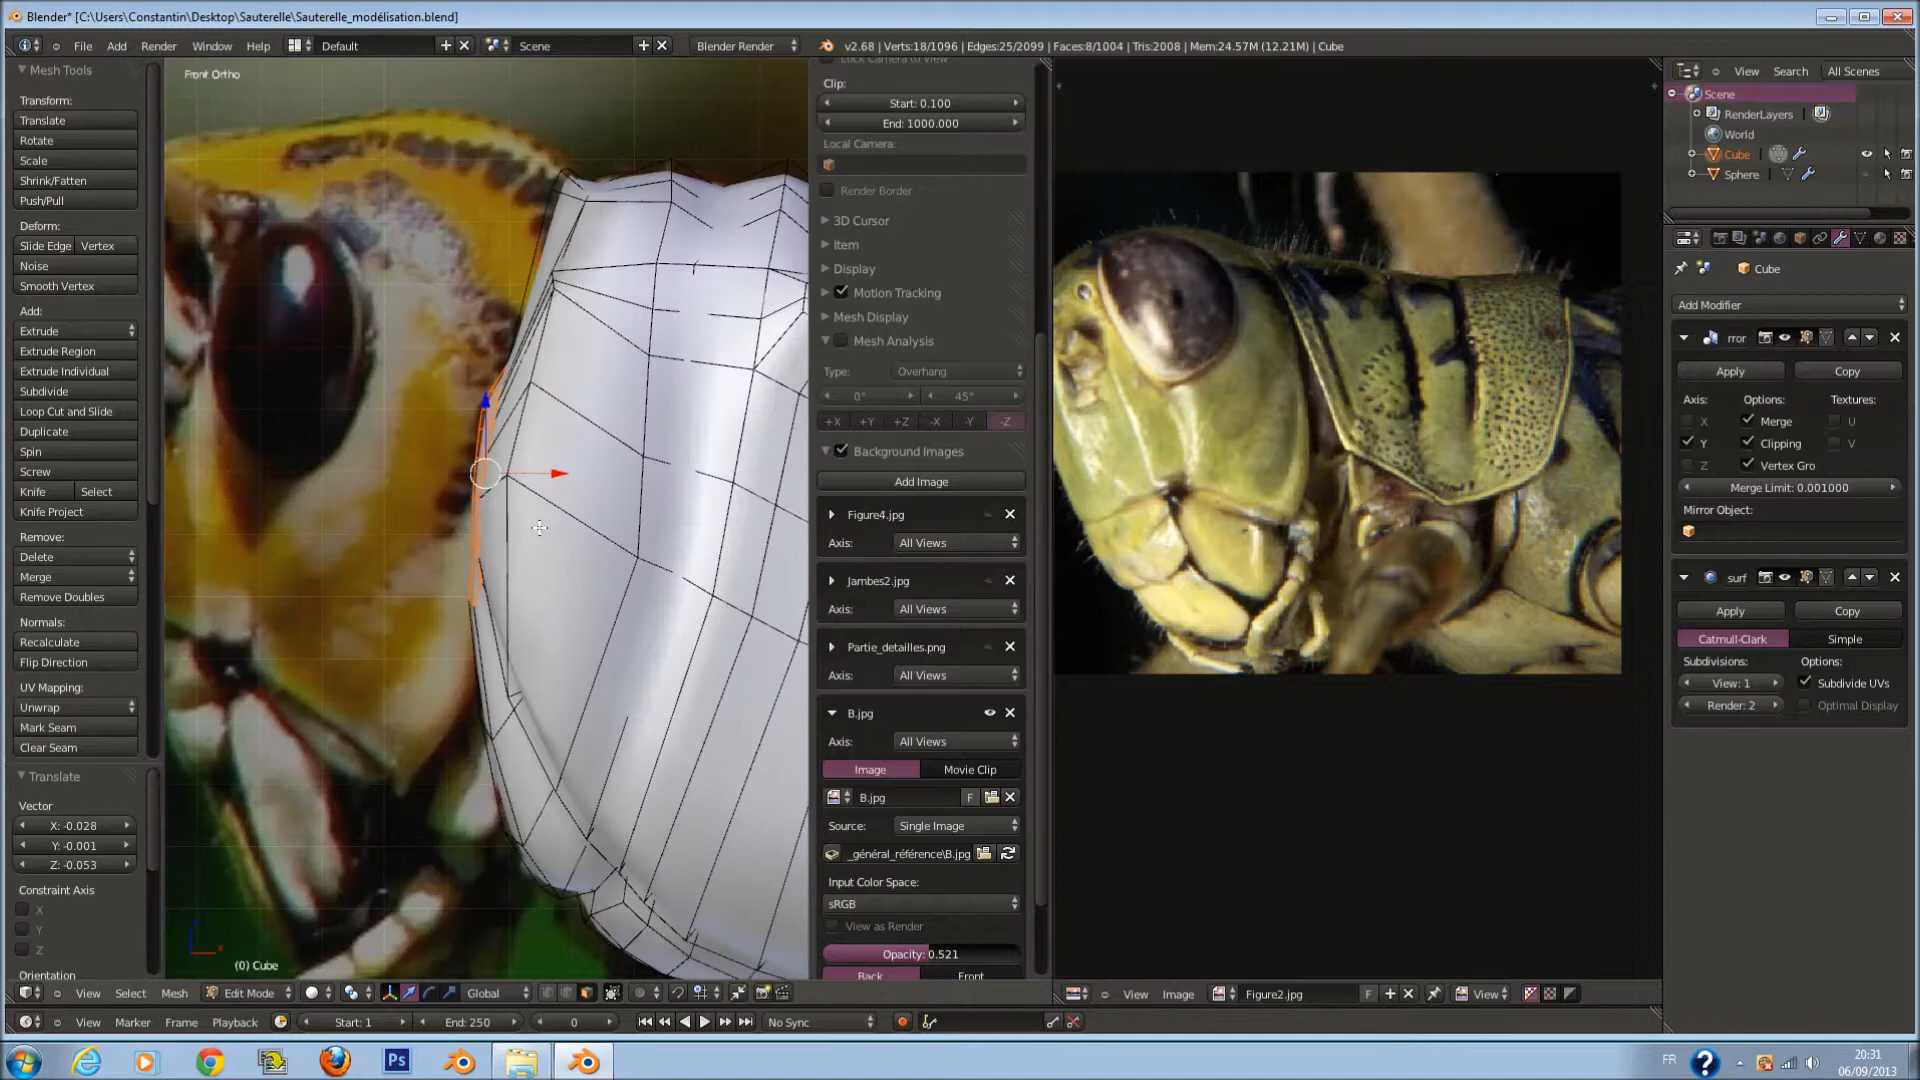 Blender* [C:\Users\Constantin\Desktop\Sauterelle\Sauterelle_modélisation.blend]
File Add Render Window Help Default Scene Blender Render v2.68 | Verts:18/1096 | Edges:25/2099 | Faces:8/1004 | Tris:2008 | Mem:24.57M (12.21M) | Cube
Mesh Tools
Transform:
Translate
Rotate
Scale
Shrink/Fatten
Push/Pull
Deform:
Slide Edge Vertex
Noise
Smooth Vertex
Add:
Extrude
Extrude Region
Extrude Individual
Subdivide
Loop Cut and Slide
Duplicate
Spin
Screw
Knife Select
Knife Project
Remove:
Delete
Merge
Remove Doubles
Normals:
Recalculate
Flip Direction
UV Mapping:
Unwrap
Mark Seam
Clear Seam
Translate
Vector
X: -0.028
Y: -0.001
Z: -0.053
Constraint Axis
X
Y
Z
Orientation
Front Ortho
(0) Cube
Lock Camera to View
Clip:
Start: 0.100
End: 1000.000
Local Camera:
Render Border
3D Cursor
Item
Display
Motion Tracking
Mesh Display
Mesh Analysis
Type: Overhang
0° 45°
+X +Y +Z -X -Y -Z
Background Images
Add Image
Figure4.jpg
Axis: All Views
Jambes2.jpg
Axis: All Views
Partie_detailles.png
Axis: All Views
B.jpg
Axis: All Views
Image Movie Clip
B.jpg F
Source: Single Image
_général_référence\B.jpg
Input Color Space:
sRGB
View as Render
Opacity: 0.521
Back Front
View Search All Scenes
Scene
RenderLayers
World
Cube
Sphere
Cube
Add Modifier
rror
Apply Copy
Axis: Options: Textures:
X Merge U
Y Clipping V
Z Vertex Gro
Merge Limit: 0.001000
Mirror Object:
surf
Apply Copy
Catmull-Clark Simple
Subdivisions: Options:
View: 1 Subdivide UVs
Render: 2 Optimal Display
View Select Mesh Edit Mode Global
View Image Figure2.jpg F View
View Marker Frame Playback Start: 1 End: 250 0 No Sync
Ps
FR
20:31
06/09/2013